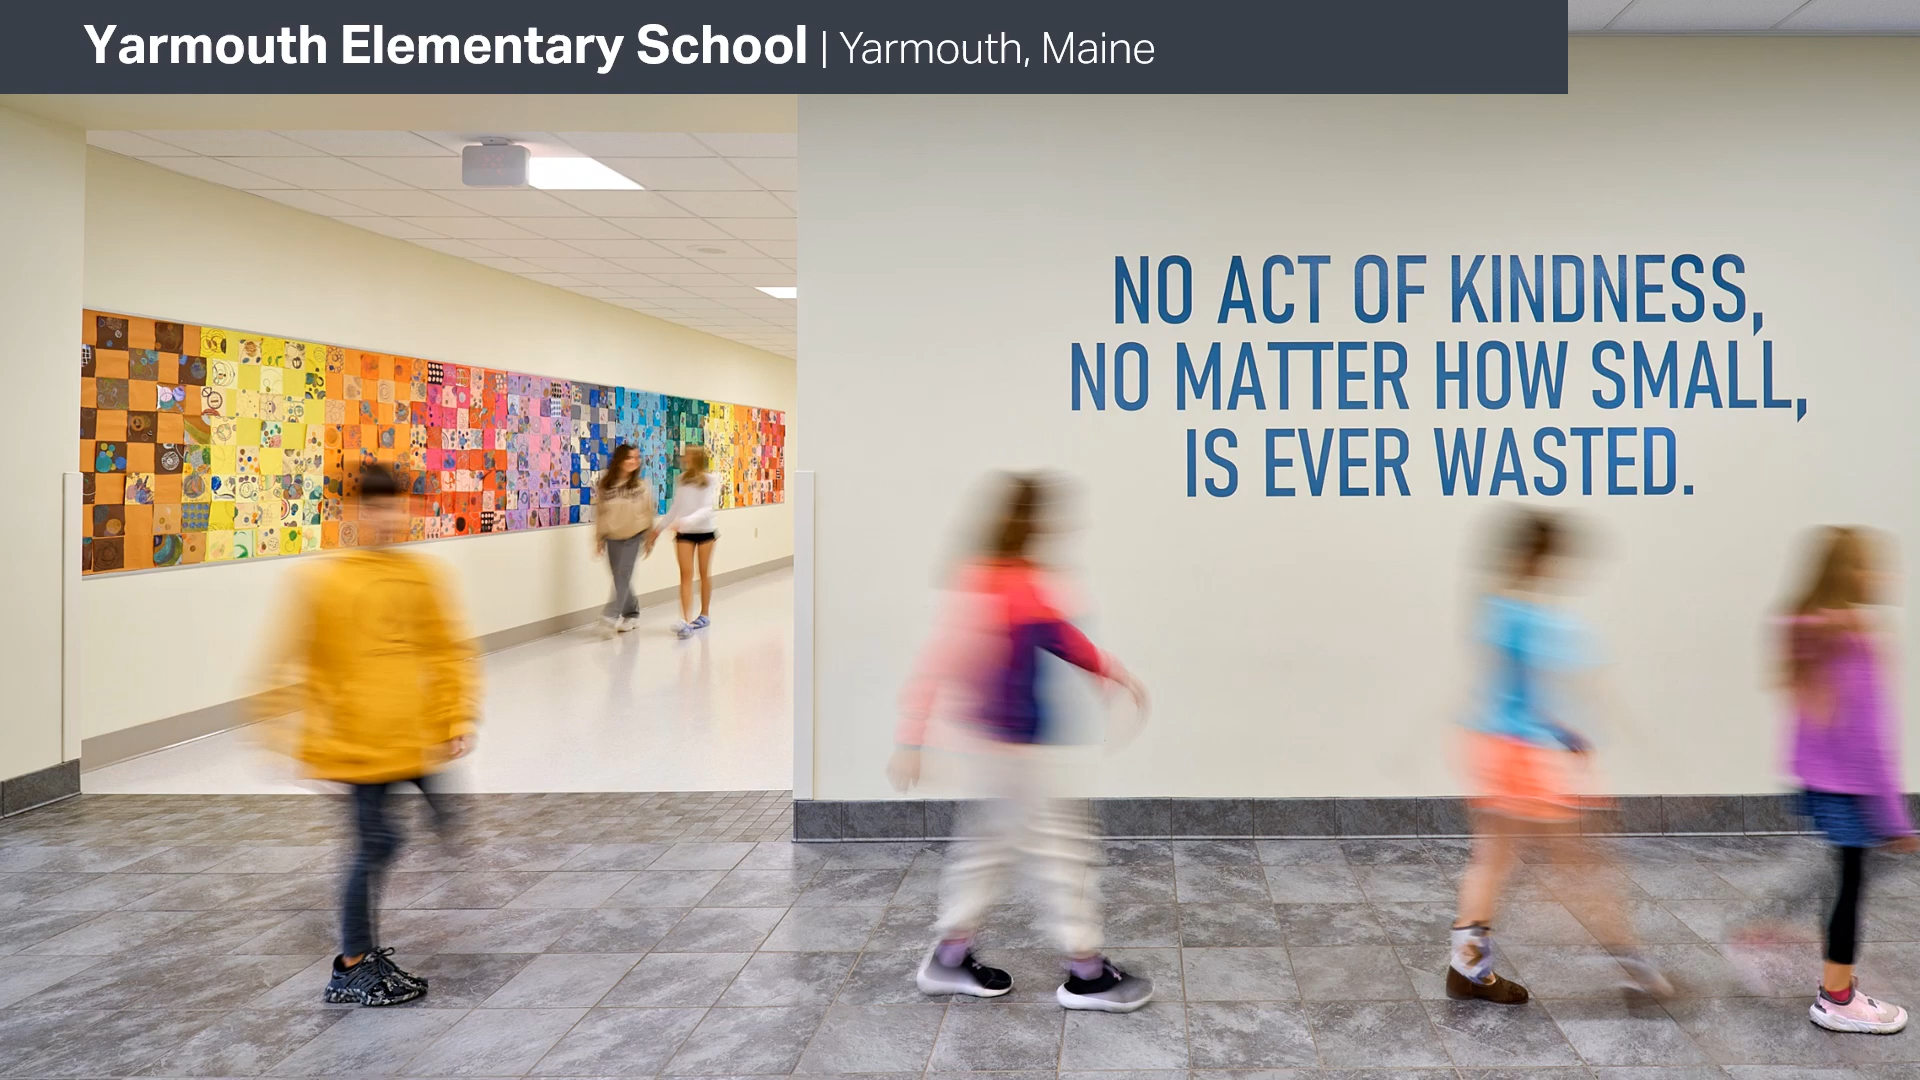 Yarmouth Elementary School | Yarmouth, Maine
NO ACT OF KINDNESS,
NO MATTER HOW SMALL,
IS EVER WASTED.